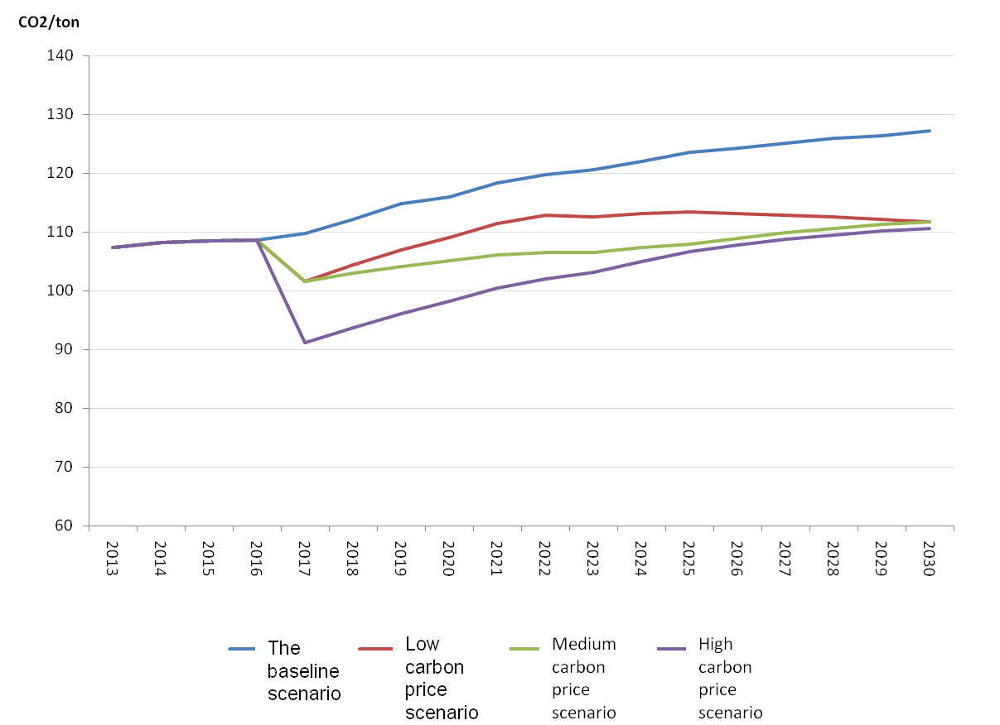 CO2/ton
140
130
120
110
100
90
80
70
60
2013
2014
2015
2016
2017
2018
2019
2020
2021
2022
2023
2024
2025
2026
2027
2028
2029
2030
The
baseline
scenario
Low
carbon
price
scenario
Medium
carbon
price
scenario
High
carbon
price
scenario